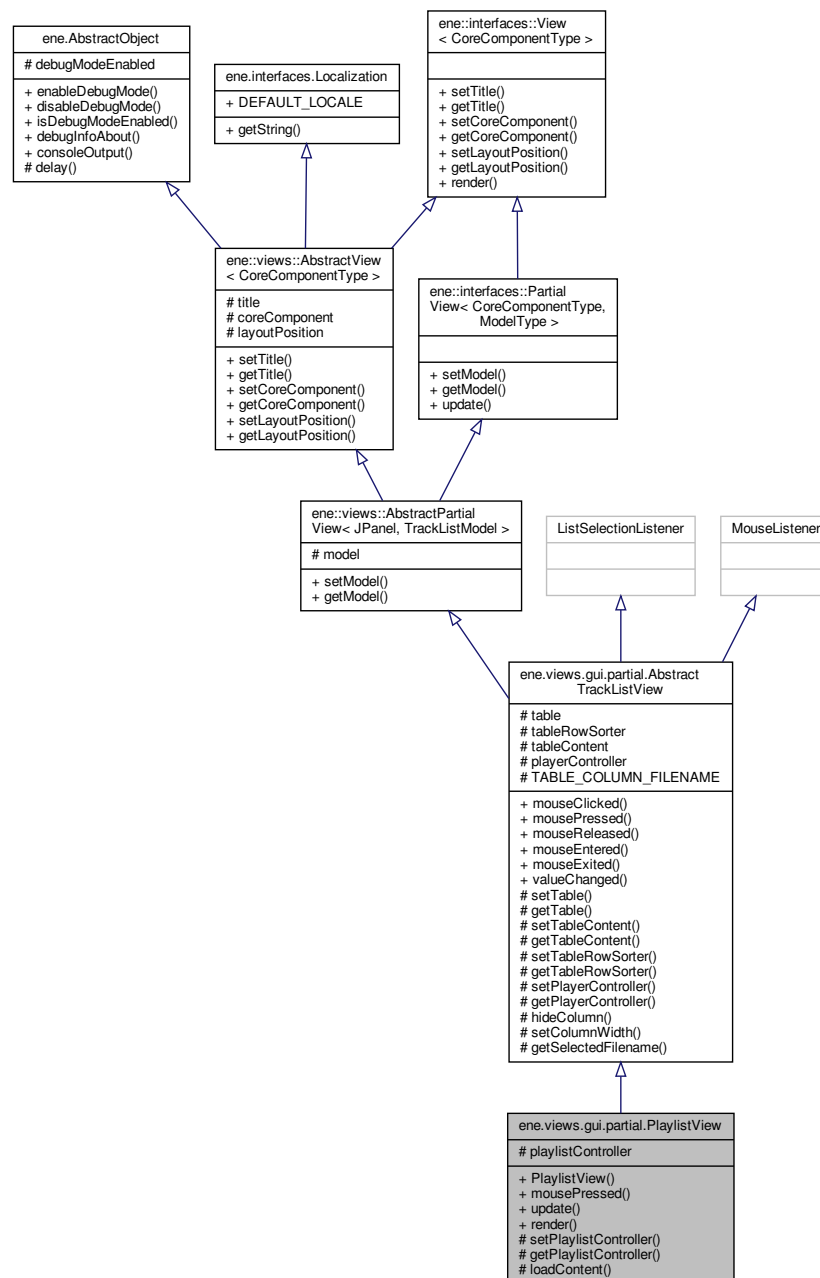 ene.AbstractObject
# debugModeEnabled
+ enableDebugMode()
+ disableDebugMode()
+ isDebugModeEnabled()
+ debugInfoAbout()
+ consoleOutput()
# delay()
ene.interfaces.Localization
+ DEFAULT_LOCALE
+ getString()
ene::interfaces::View
< CoreComponentType >
+ setTitle()
+ getTitle()
+ setCoreComponent()
+ getCoreComponent()
+ setLayoutPosition()
+ getLayoutPosition()
+ render()
ene::views::AbstractView
< CoreComponentType >
# title
# coreComponent
# layoutPosition
+ setTitle()
+ getTitle()
+ setCoreComponent()
+ getCoreComponent()
+ setLayoutPosition()
+ getLayoutPosition()
ene::interfaces::Partial
View< CoreComponentType,
ModelType >
+ setModel()
+ getModel()
+ update()
ene::views::AbstractPartial
View< JPanel, TrackListModel >
# model
+ setModel()
+ getModel()
ListSelectionListener
MouseListener
ene.views.gui.partial.Abstract
TrackListView
# table
# tableRowSorter
# tableContent
# playerController
# TABLE_COLUMN_FILENAME
+ mouseClicked()
+ mousePressed()
+ mouseReleased()
+ mouseEntered()
+ mouseExited()
+ valueChanged()
# setTable()
# getTable()
# setTableContent()
# getTableContent()
# setTableRowSorter()
# getTableRowSorter()
# setPlayerController()
# getPlayerController()
# hideColumn()
# setColumnWidth()
# getSelectedFilename()
ene.views.gui.partial.PlaylistView
# playlistController
+ PlaylistView()
+ mousePressed()
+ update()
+ render()
# setPlaylistController()
# getPlaylistController()
# loadContent()